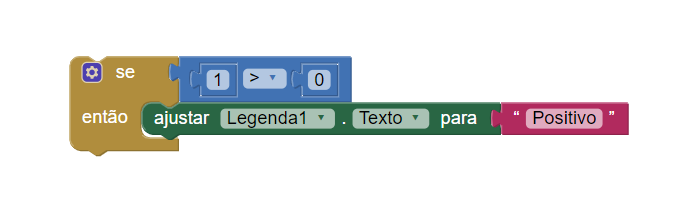 se 1 > 0
então ajustar Legenda1 . Texto para “ Positivo ”